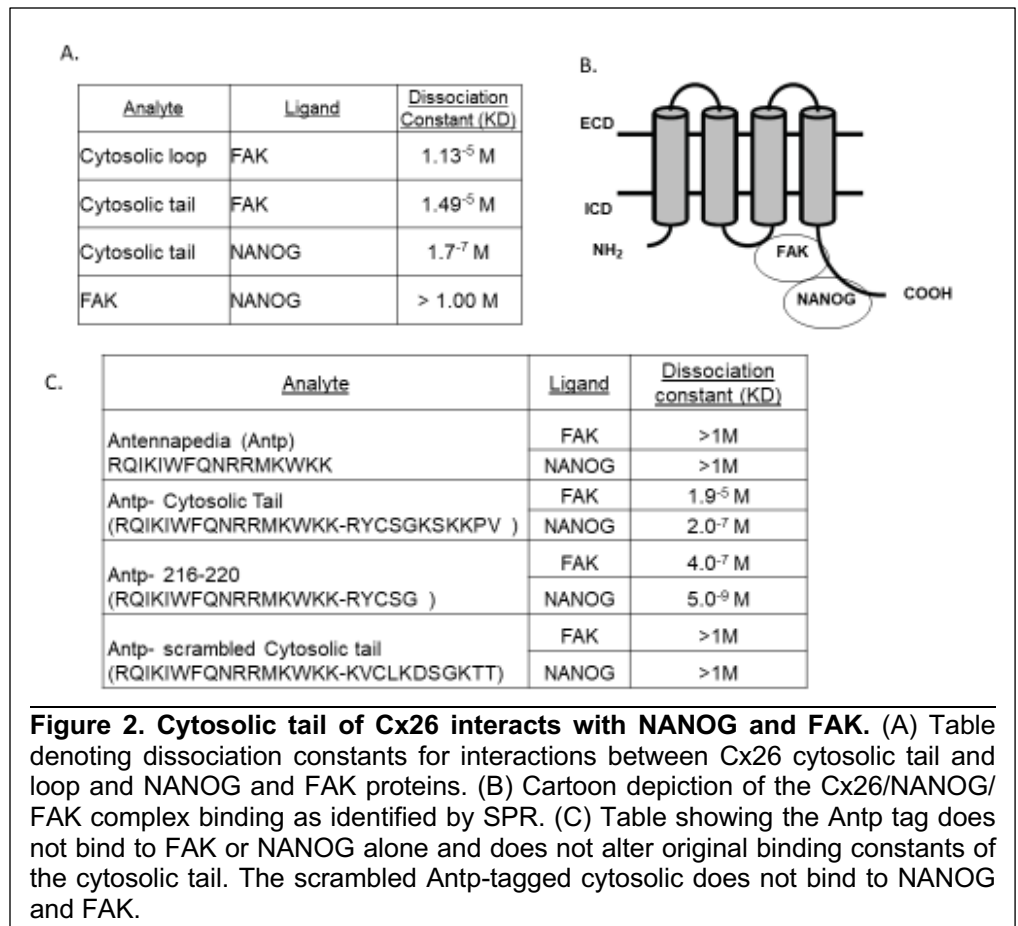 A.
Analyte Ligand Dissociation Constant (KD)
Cytosolic loop FAK 1.13-5 M
Cytosolic tail FAK 1.49-5 M
Cytosolic tail NANOG 1.7-7 M
FAK NANOG > 1.00 M
B.
ECD
ICD
NH2
FAK
NANOG
COOH
C.
Analyte Ligand Dissociation constant (KD)
Antennapedia (Antp)
RQIKIWFQNRRMKWKK
FAK >1M
NANOG >1M
Antp- Cytosolic Tail
(RQIKIWFQNRRMKWKK-RYCSGKSKKPV )
FAK 1.9-5 M
NANOG 2.0-7 M
Antp- 216-220
(RQIKIWFQNRRMKWKK-RYCSG )
FAK 4.0-7 M
NANOG 5.0-9 M
Antp- scrambled Cytosolic tail
(RQIKIWFQNRRMKWKK-KVCLKDSGKTT)
FAK >1M
NANOG >1M
Figure 2. Cytosolic tail of Cx26 interacts with NANOG and FAK. (A) Table
denoting dissociation constants for interactions between Cx26 cytosolic tail and
loop and NANOG and FAK proteins. (B) Cartoon depiction of the Cx26/NANOG/
FAK complex binding as identified by SPR. (C) Table showing the Antp tag does
not bind to FAK or NANOG alone and does not alter original binding constants of
the cytosolic tail. The scrambled Antp-tagged cytosolic does not bind to NANOG
and FAK.